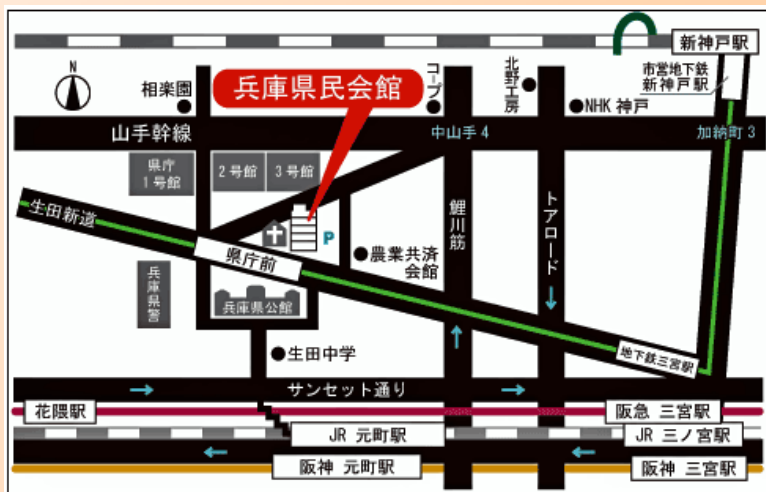 新神戸駅
N
相楽園
兵庫県民会館
コープ
北野工房
市営地下鉄
新神戸駅
NHK 神戸
山手幹線
中山手 4
加納町 3
県庁
1 号館
2 号館
3 号館
生田新道
P
鯉川筋
トアロード
県庁前
農業共済
会館
兵庫県警
兵庫県公館
生田中学
地下鉄三宮駅
サンセット通り
花隈駅
阪急 三宮駅
JR 元町駅
JR 三ノ宮駅
阪神 元町駅
阪神 三宮駅